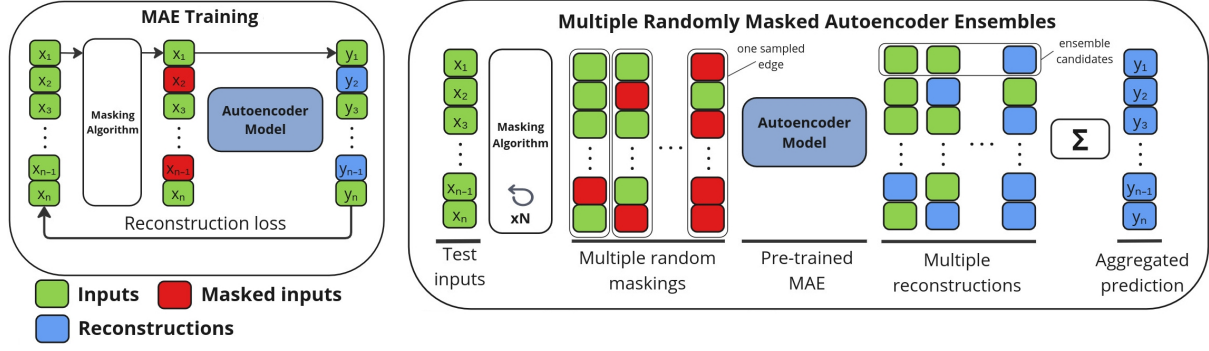 MAE Training
x₁
x₂
x₃
xₙ₋₁
xₙ
Masking
Algorithm
x₁
x₂
x₃
xₙ₋₁
xₙ
Autoencoder
Model
y₁
y₂
y₃
yₙ₋₁
yₙ
Reconstruction loss
Inputs
Masked inputs
Reconstructions
Multiple Randomly Masked Autoencoder Ensembles
x₁
x₂
x₃
xₙ₋₁
xₙ
Test
inputs
Masking
Algorithm
xN
one sampled
edge
Multiple random
maskings
Autoencoder
Model
Pre-trained
MAE
ensemble
candidates
Multiple
reconstructions
Σ
y₁
y₂
y₃
yₙ₋₁
yₙ
Aggregated
prediction